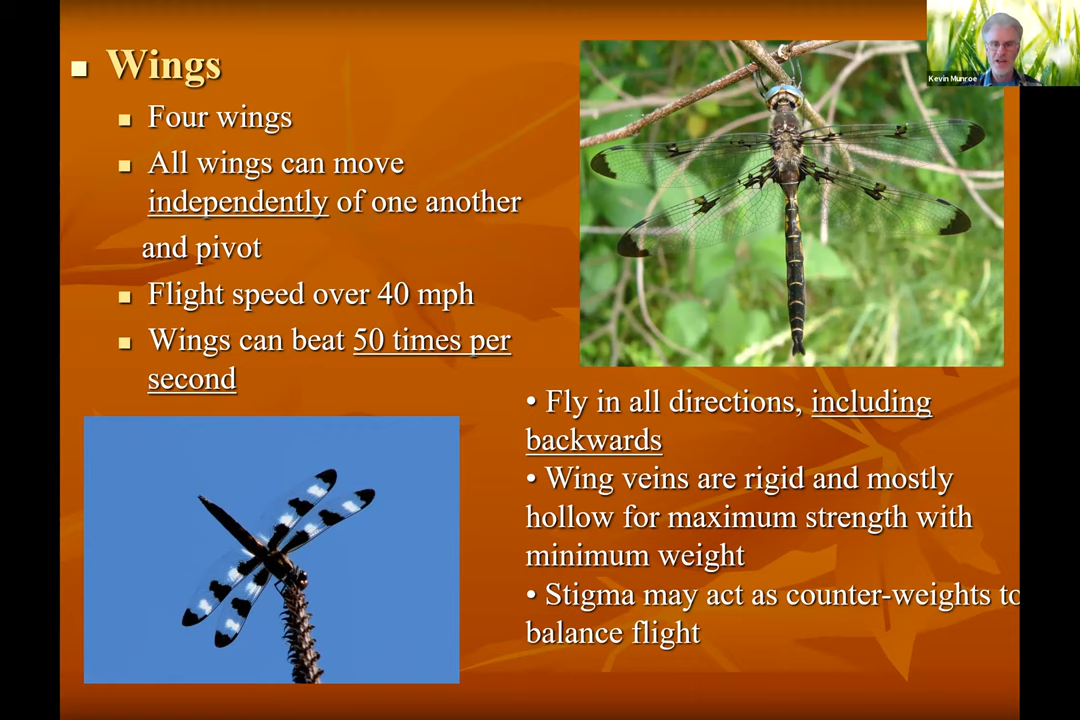 Wings
Four wings
All wings can move
independently of one another
and pivot
Flight speed over 40 mph
Wings can beat 50 times per
second
• Fly in all directions, including
backwards
• Wing veins are rigid and mostly
hollow for maximum strength with
minimum weight
• Stigma may act as counter-weights to
balance flight
Kevin Munroe